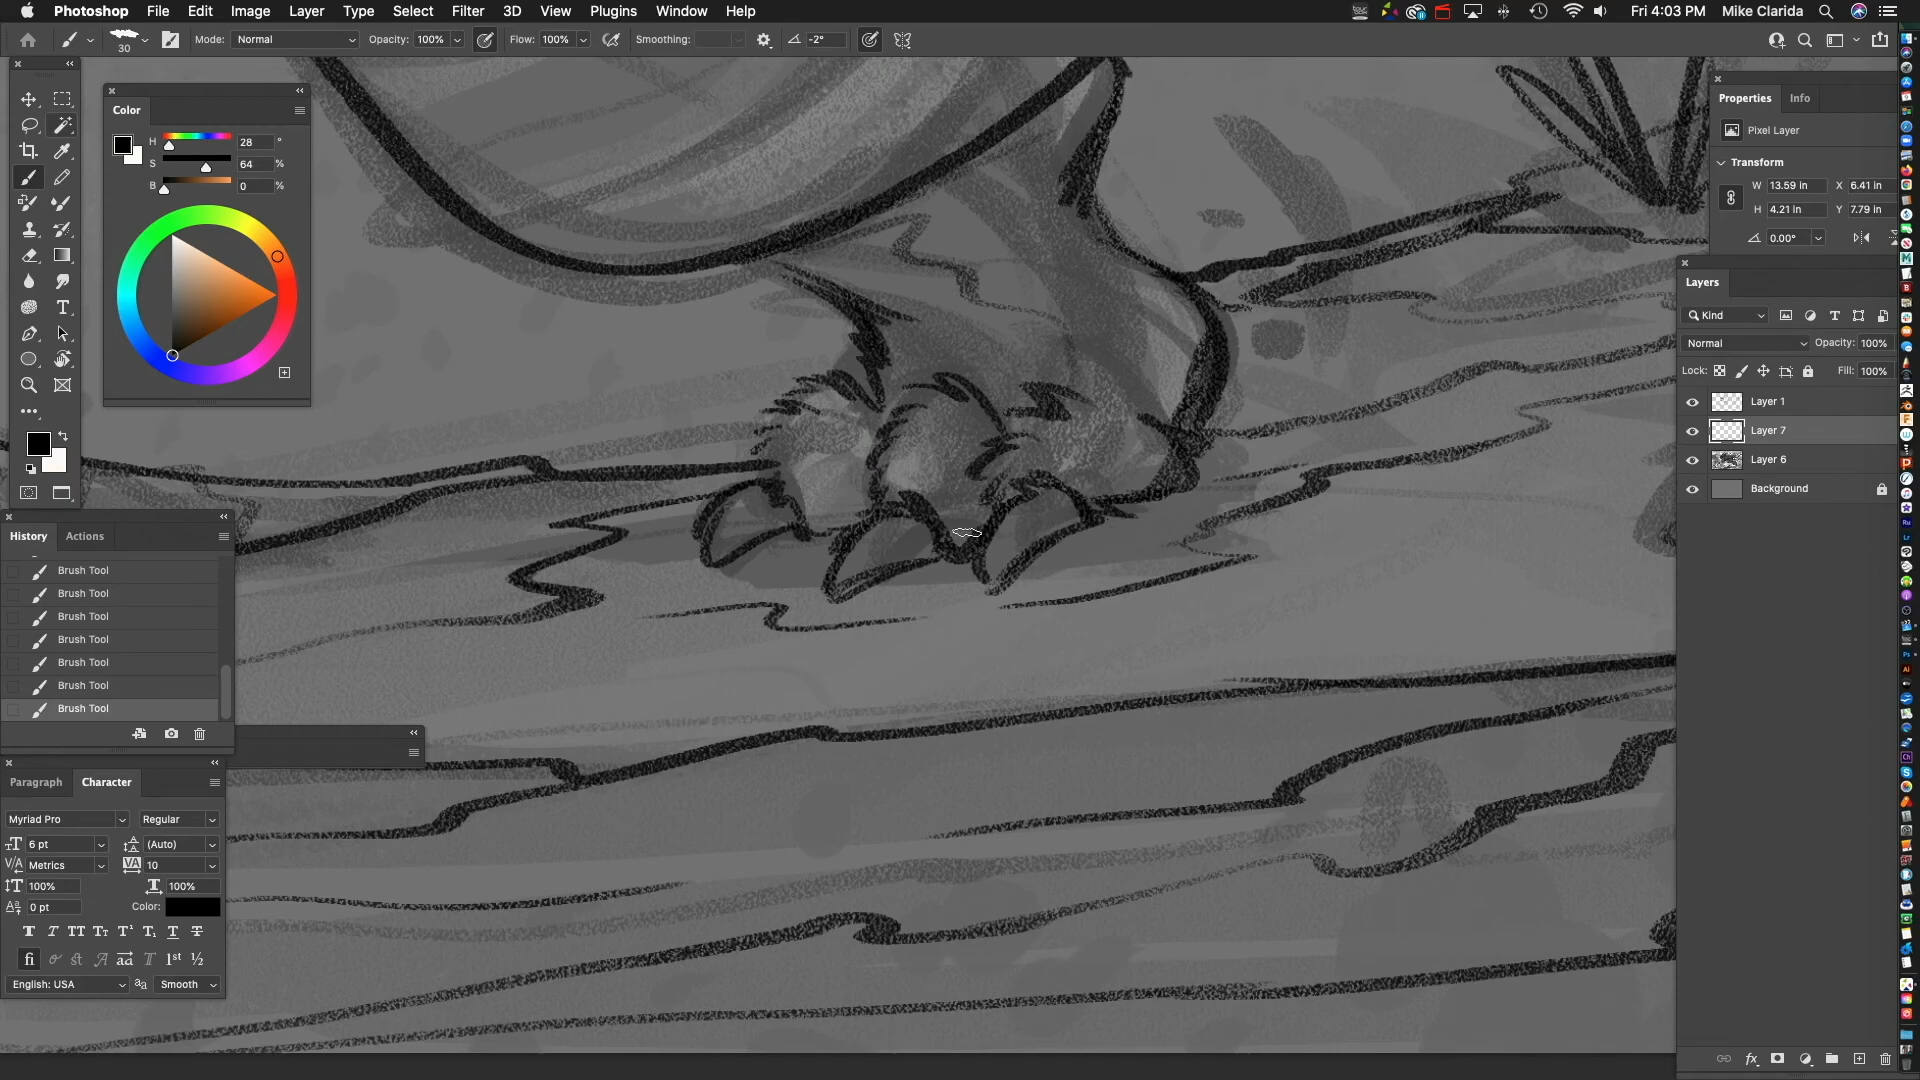 Photoshop File Edit Image Layer Type Select Filter 3D View Plugins Window Help Fri 4:03 PM Mike Clarida
30 Mode: Normal Opacity: 100% Flow: 100% Smoothing: -2°
Color
H 28 °
S 64 %
B 0 %
Properties Info
Pixel Layer
Transform
W 13.59 in X 6.41 in
H 4.21 in Y 7.79 in
0.00°
Layers
Kind
Normal Opacity: 100%
Lock: Fill: 100%
Layer 1
Layer 7
Layer 6
Background
History Actions
Brush Tool
Brush Tool
Brush Tool
Brush Tool
Brush Tool
Brush Tool
Brush Tool
Paragraph Character
Myriad Pro Regular
6 pt (Auto)
Metrics 10
100% 100%
0 pt Color:
English: USA Smooth